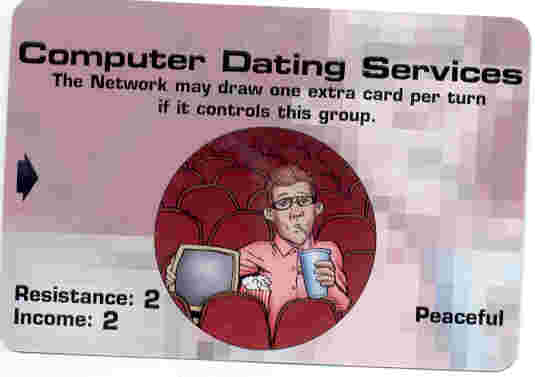 Computer Dating Services
The Network may draw one extra card per turn
if it controls this group.
Resistance: 2
Income: 2
Peaceful